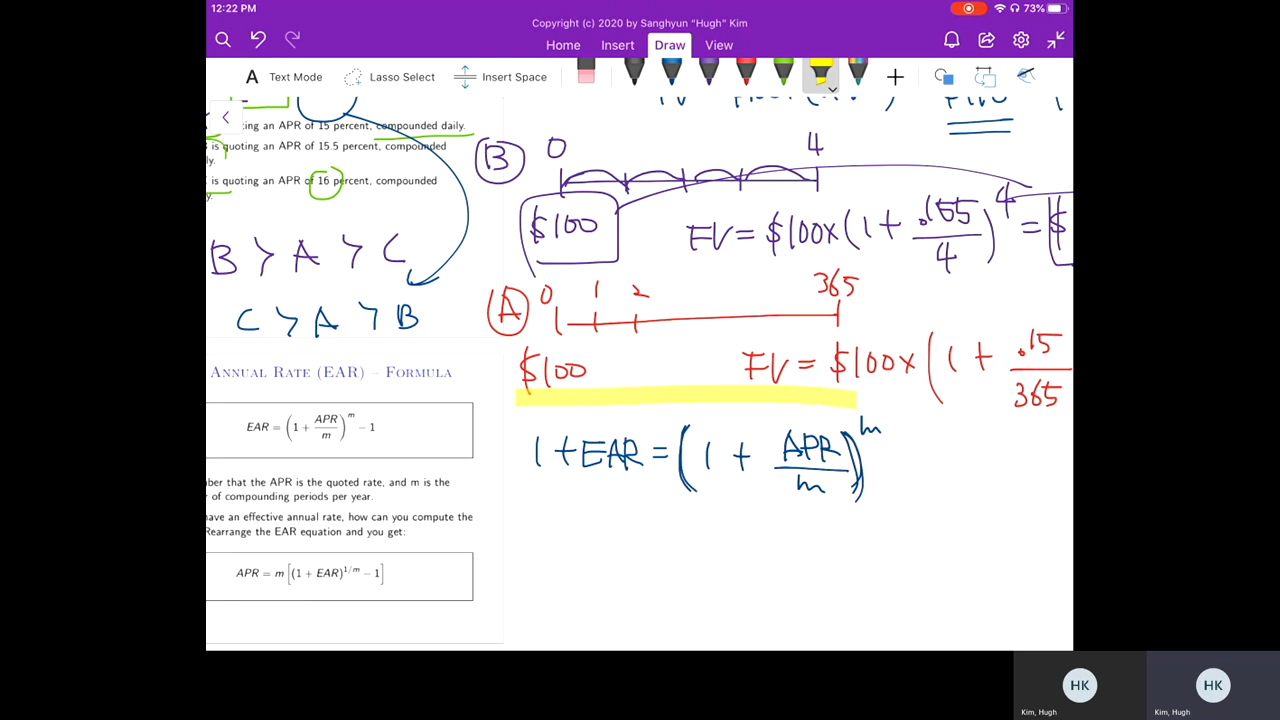 12:22 PM
73%
Copyright (c) 2020 by Sanghyun "Hugh" Kim
Home Insert Draw View
A Text Mode Lasso Select Insert Space
ting an APR of 15 percent, compounded daily.
is quoting an APR of 15.5 percent, compounded
ly.
is quoting an APR of 16 percent, compounded
B > A > C
C > A > B
B 0 4
$100 FV = $100x(1 + .155/4)^4 = $
A 0 1 2 365
$100 FV = $100x(1 + .15/365
ANNUAL RATE (EAR) – FORMULA
EAR = (1 + APR/m)^m − 1
1 + EAR = (1 + APR/m)^m
ber that the APR is the quoted rate, and m is the
of compounding periods per year.
have an effective annual rate, how can you compute the
Rearrange the EAR equation and you get:
APR = m[(1 + EAR)^1/m − 1]
HK HK
Kim, Hugh Kim, Hugh